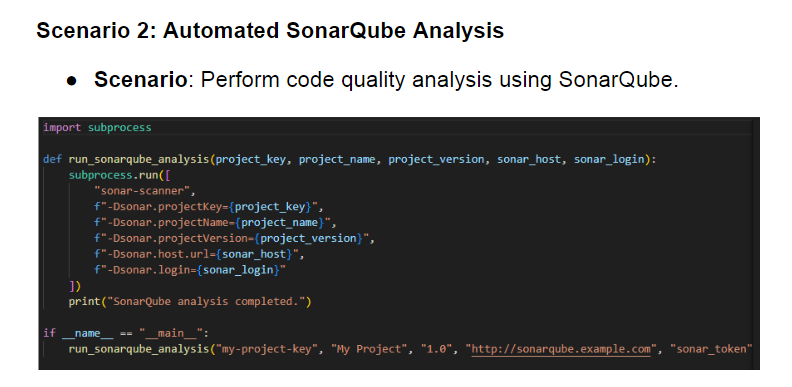 Scenario 2: Automated SonarQube Analysis
● Scenario: Perform code quality analysis using SonarQube.
import subprocess
def run_sonarqube_analysis(project_key, project_name, project_version, sonar_host, sonar_login):
    subprocess.run([
        "sonar-scanner",
        f"-Dsonar.projectKey={project_key}",
        f"-Dsonar.projectName={project_name}",
        f"-Dsonar.projectVersion={project_version}",
        f"-Dsonar.host.url={sonar_host}",
        f"-Dsonar.login={sonar_login}"
    ])
    print("SonarQube analysis completed.")
if __name__ == "__main__":
    run_sonarqube_analysis("my-project-key", "My Project", "1.0", "http://sonarqube.example.com", "sonar_token"